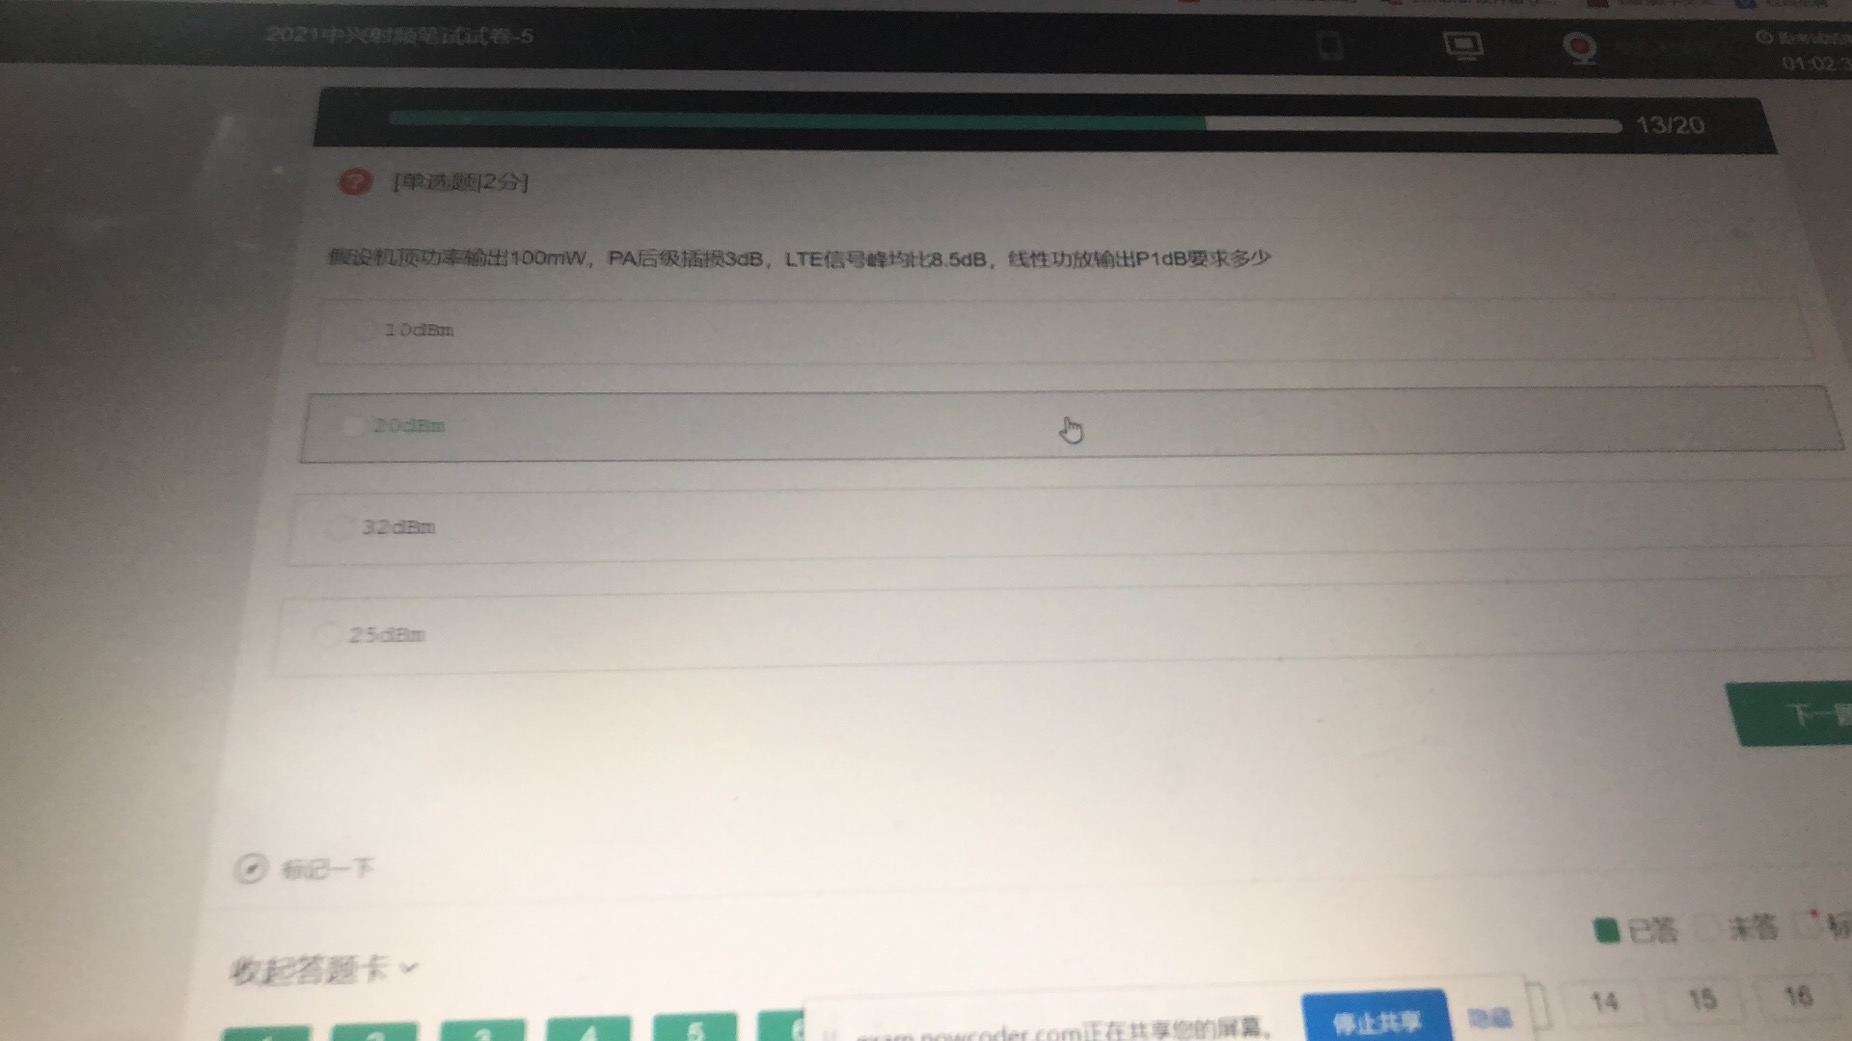 2021中兴射频笔试试卷-5
01:02:3
13/20
[单选题|2分]
假设机顶功率输出100mW，PA后级插损3dB，LTE信号峰均比8.5dB，线性功放输出P1dB要求多少
10dBm
20dBm
32dBm
25dBm
下一题
标记一下
已答 未答 标
收起答题卡
1 2 3 4 5 6 14 15 16
exam.nowcoder.com正在共享您的屏幕。 停止共享 隐藏